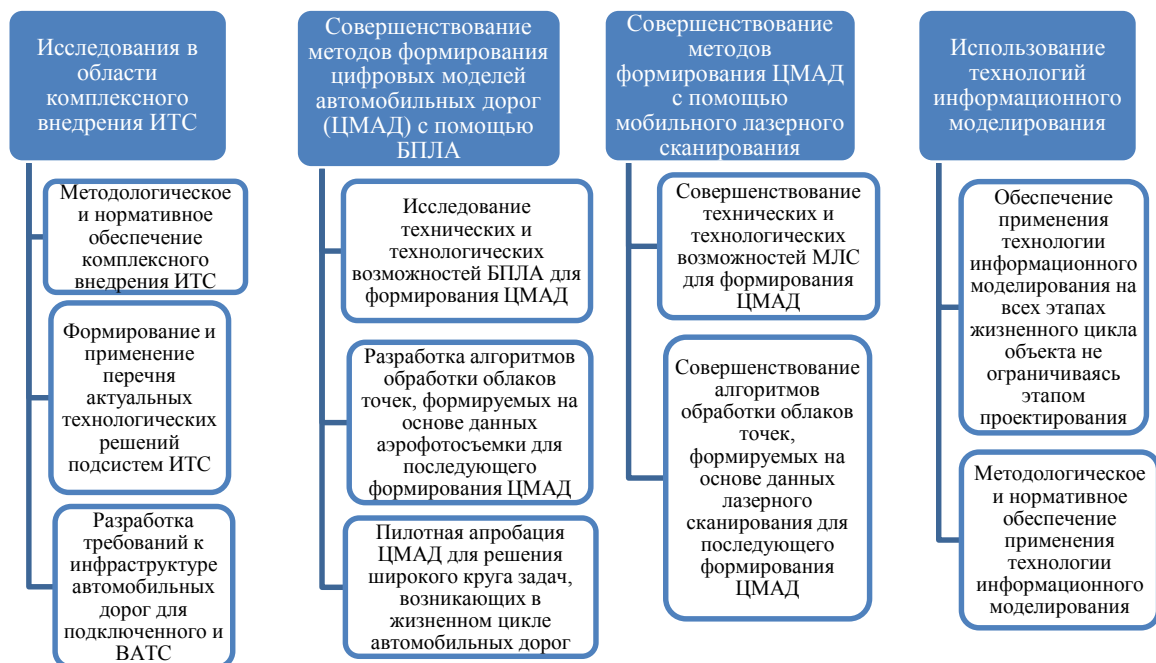 Исследования в
области
комплексного
внедрения ИТС
Методологическое
и нормативное
обеспечение
комплексного
внедрения ИТС
Формирование и
применение
перечня
актуальных
технологических
решений
подсистем ИТС
Разработка
требований к
инфраструктуре
автомобильных
дорог для
подключенного и
ВАТС
Совершенствование
методов формирования
цифровых моделей
автомобильных дорог
(ЦМАД) с помощью
БПЛА
Исследование
технических и
технологических
возможностей БПЛА для
формирования ЦМАД
Разработка алгоритмов
обработки облаков
точек, формируемых на
основе данных
аэрофотосъемки для
последующего
формирования ЦМАД
Пилотная апробация
ЦМАД для решения
широкого круга задач,
возникающих в
жизненном цикле
автомобильных дорог
Совершенствование
методов
формирования ЦМАД
с помощью
мобильного лазерного
сканирования
Совершенствование
технических и
технологических
возможностей МЛС
для формирования
ЦМАД
Совершенствование
алгоритмов
обработки облаков
точек,
формируемых на
основе данных
лазерного
сканирования для
последующего
формирования
ЦМАД
Использование
технологий
информационного
моделирования
Обеспечение
применения
технологии
информационного
моделирования на
всех этапах
жизненного цикла
объекта не
ограничиваясь
этапом
проектирования
Методологическое
и нормативное
обеспечение
применения
технологии
информационного
моделирования